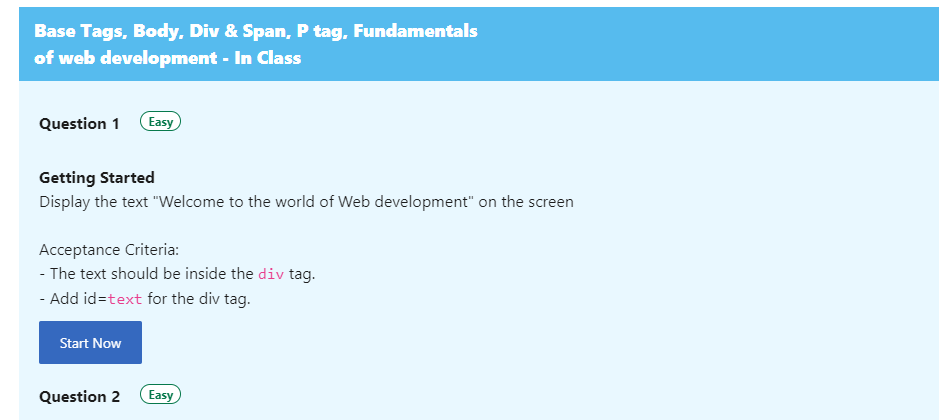 Base Tags, Body, Div & Span, P tag, Fundamentals
of web development - In Class
Question 1 Easy
Getting Started
Display the text "Welcome to the world of Web development" on the screen
Acceptance Criteria:
- The text should be inside the div tag.
- Add id=text for the div tag.
Start Now
Question 2 Easy